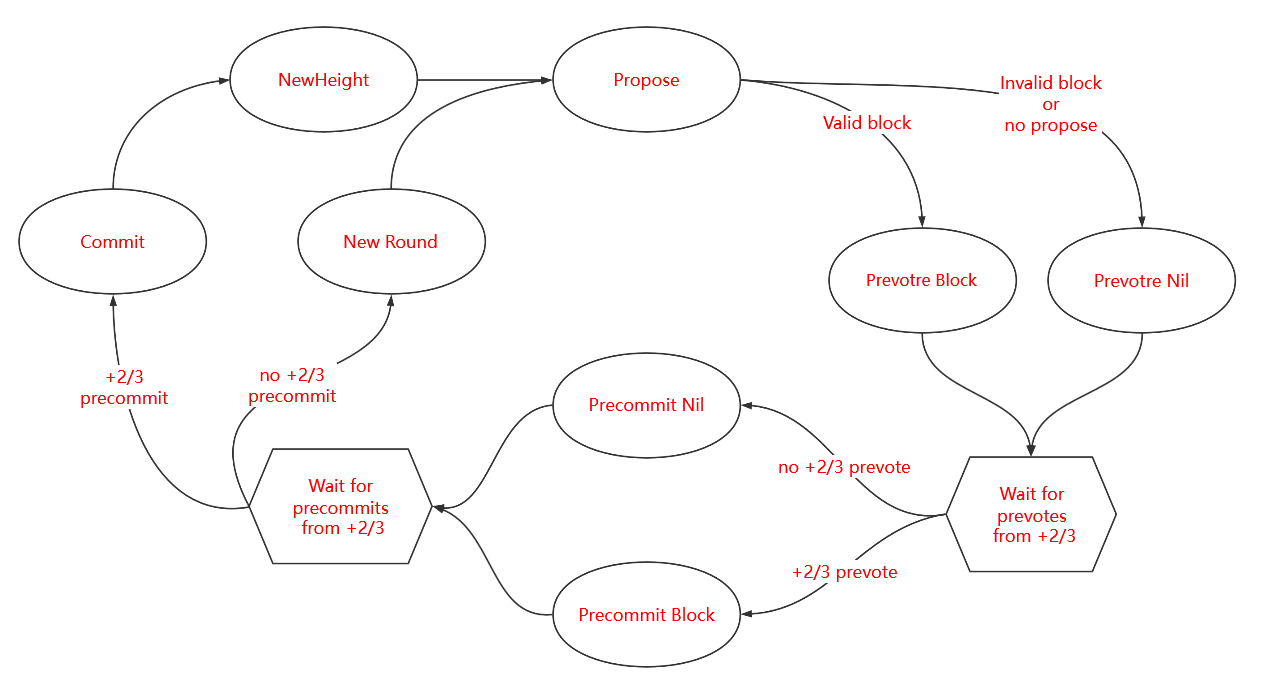 NewHeight
Propose
Invalid block
or
no propose
Valid block
Commit
New Round
Prevotre Block
Prevotre Nil
+2/3
precommit
no +2/3
precommit
Precommit Nil
no +2/3 prevote
Wait for
precommits
from +2/3
Wait for
prevotes
from +2/3
+2/3 prevote
Precommit Block